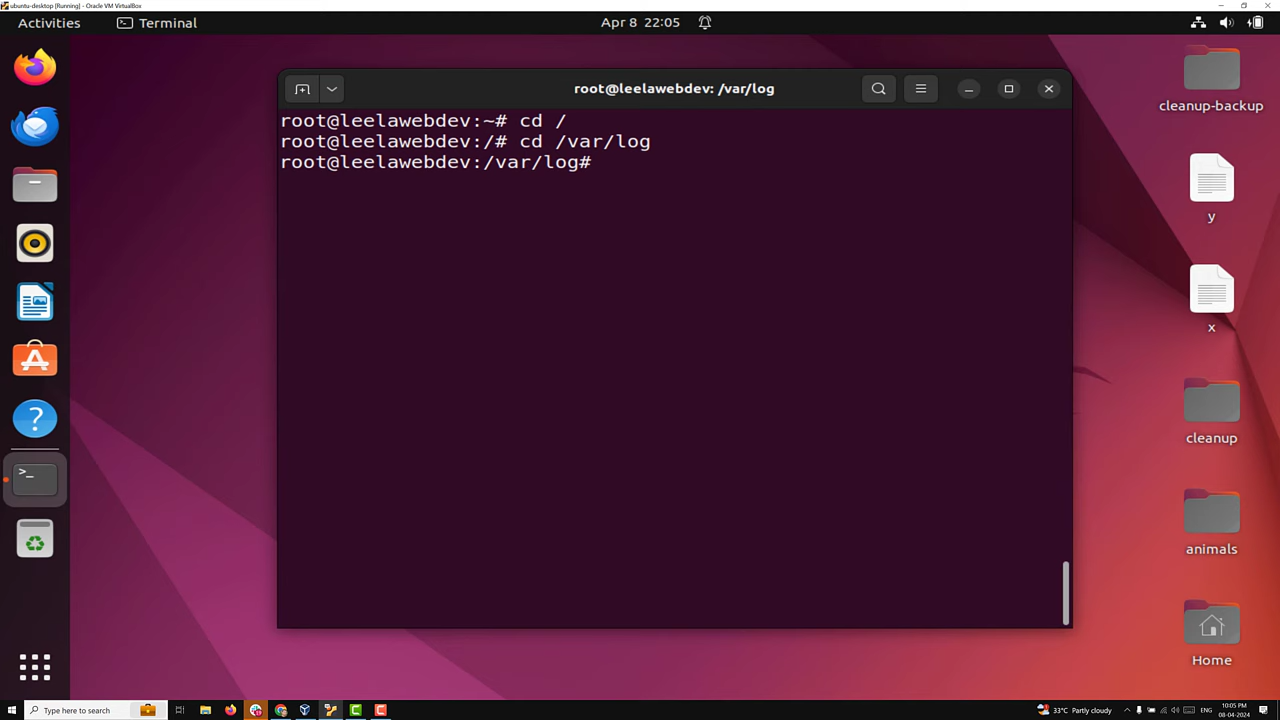 ubuntu-desktop [Running] - Oracle VM VirtualBox
Activities
Terminal
Apr 8 22:05
root@leelawebdev: /var/log
root@leelawebdev:~# cd /
root@leelawebdev:/# cd /var/log
root@leelawebdev:/var/log#
cleanup-backup
y
x
cleanup
animals
Home
Type here to search
33°C Partly cloudy
ENG
10:05 PM
08-04-2024